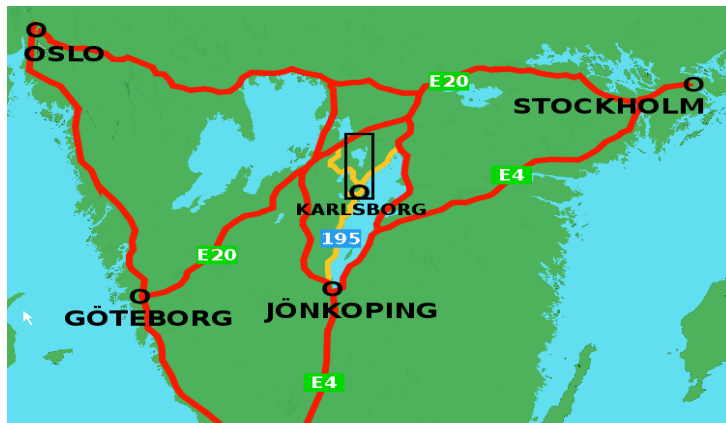 OSLO
E20
STOCKHOLM
E4
KARLSBORG
195
E20
JÖNKOPING
GÖTEBORG
E4